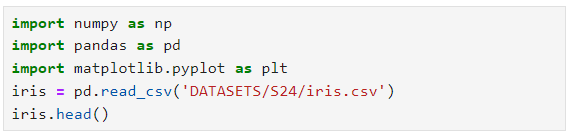 import numpy as np
import pandas as pd
import matplotlib.pyplot as plt
iris = pd.read_csv('DATASETS/S24/iris.csv')
iris.head()